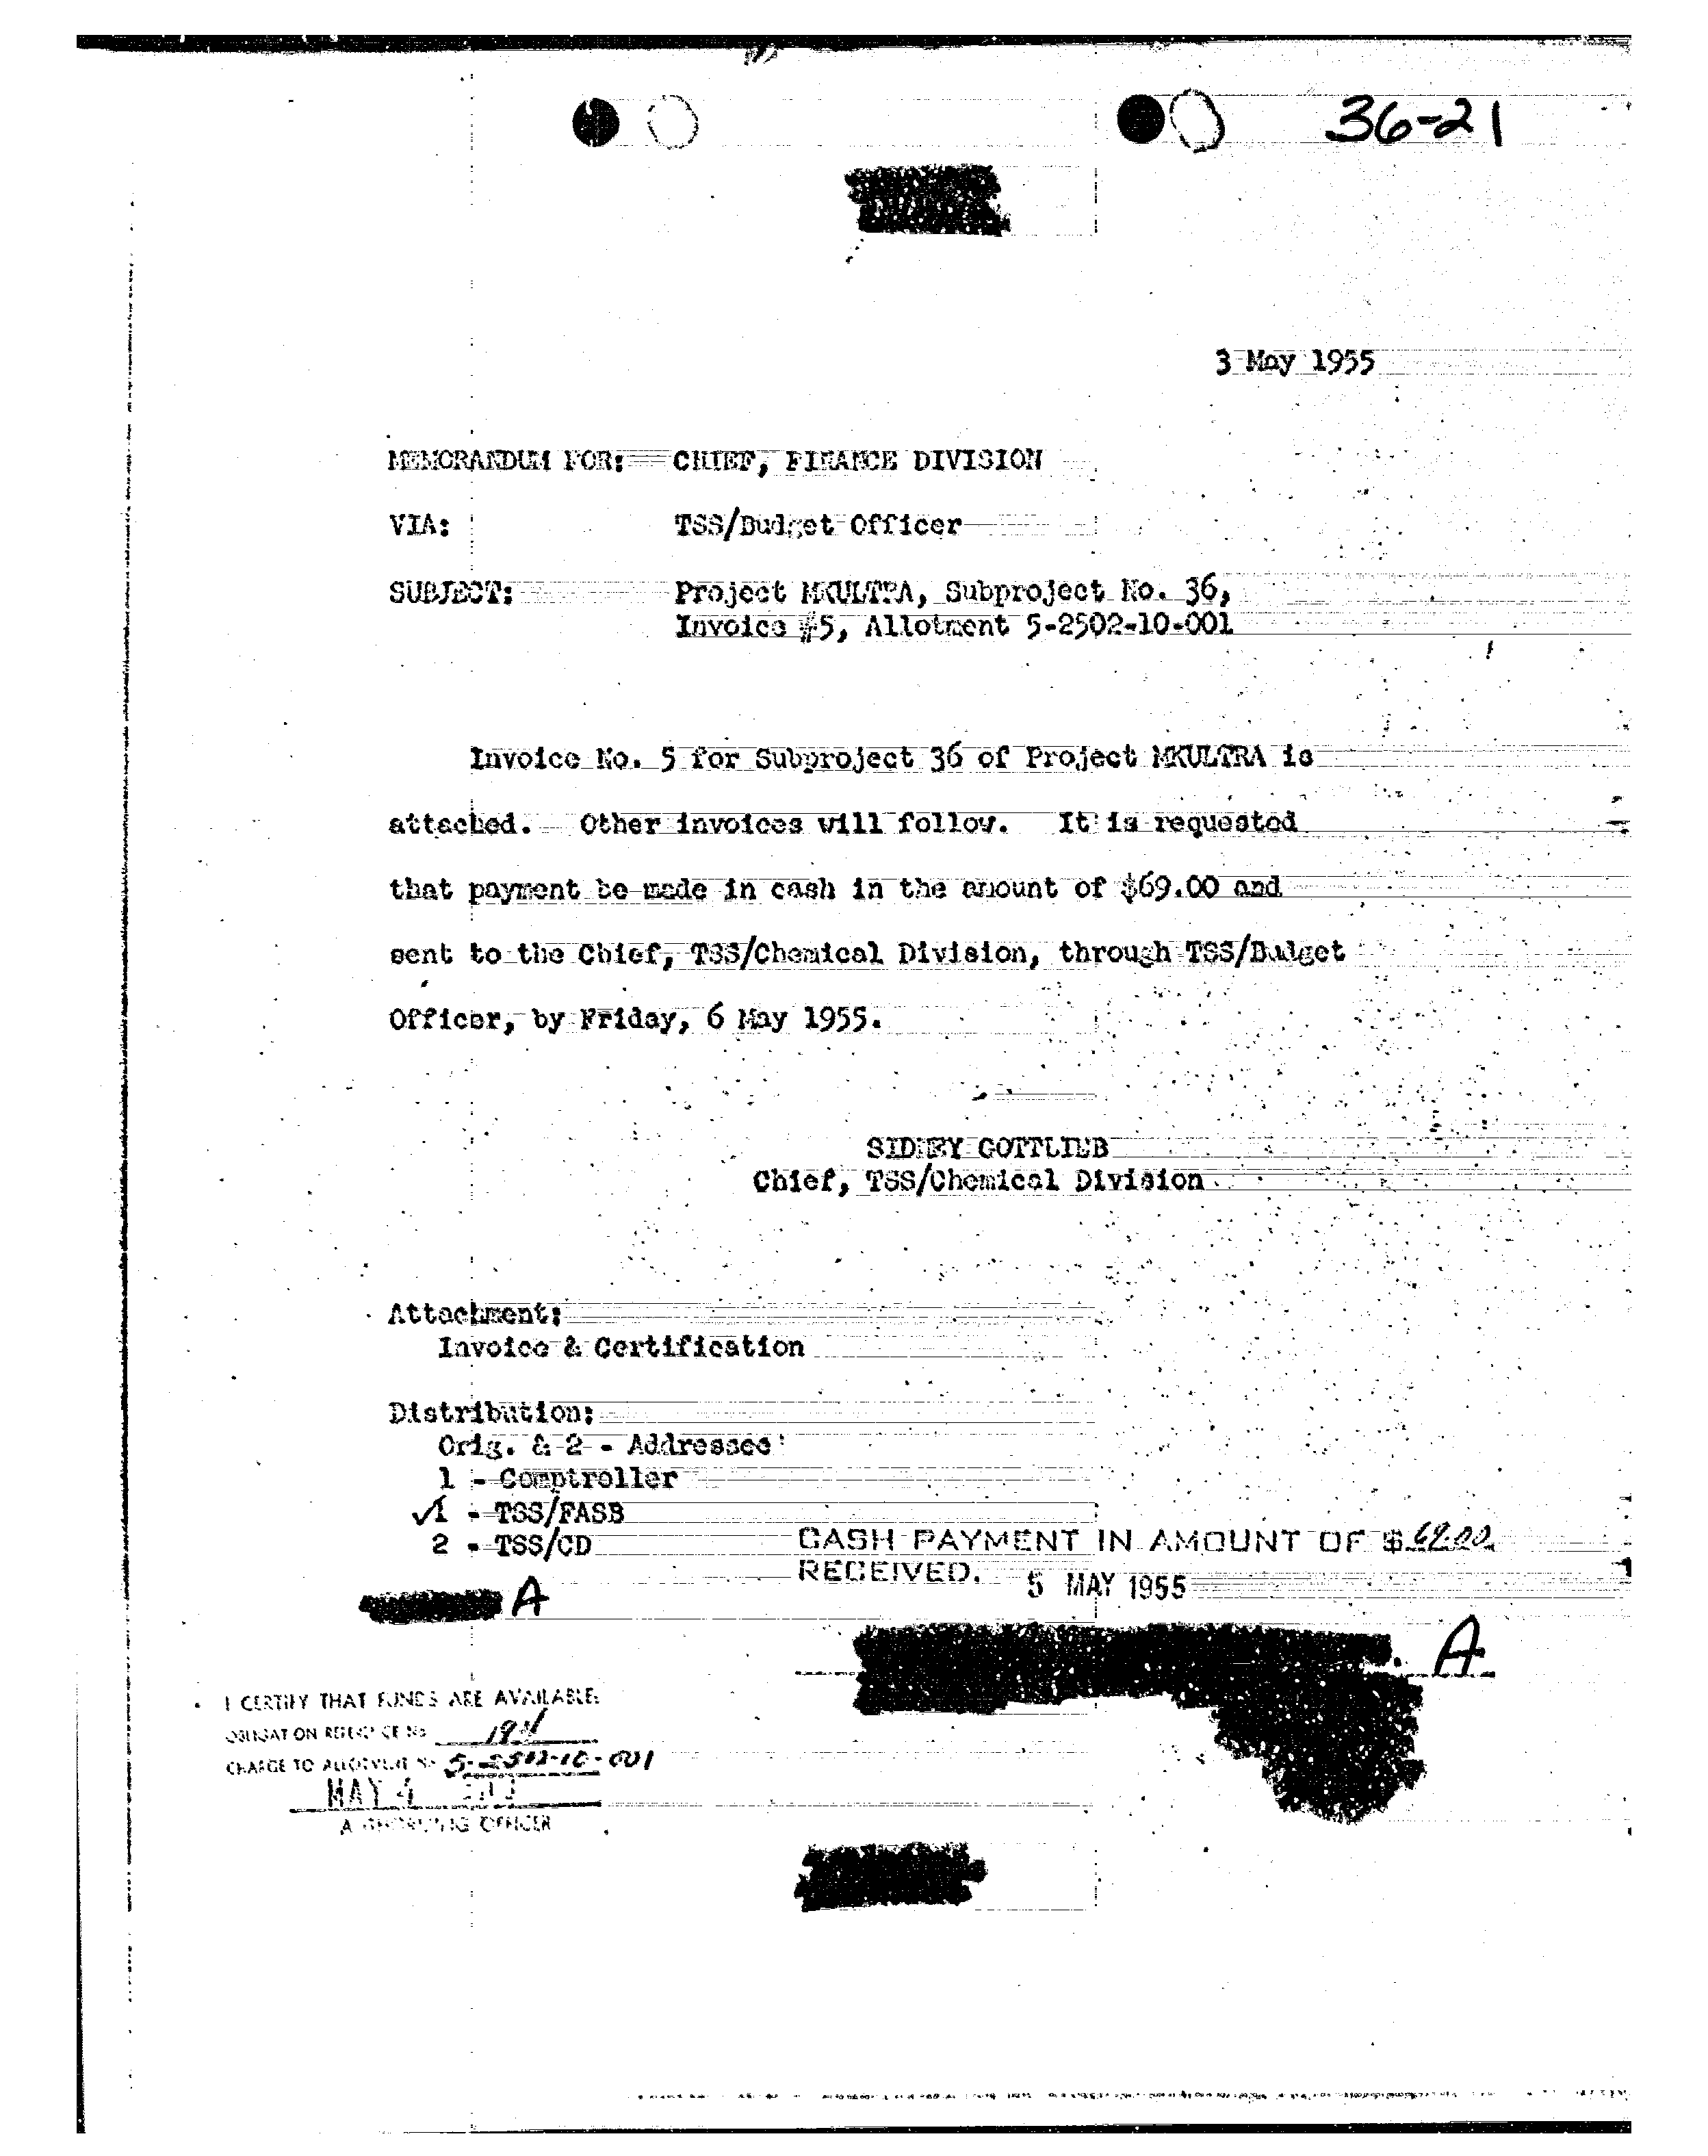 36-21
3 May 1955
MEMORANDUM FOR: CHIEF, FINANCE DIVISION
VIA: TSS/Budget Officer
SUBJECT: Project MKULTRA, Subproject No. 36,
Invoice #5, Allotment 5-2502-10-001
Invoice No. 5 for Subproject 36 of Project MKULTRA is
attached. Other invoices will follow. It is requested
that payment be made in cash in the amount of $69.00 and
sent to the Chief, TSS/Chemical Division, through TSS/Budget
Officer, by Friday, 6 May 1955.
SIDNEY GOTTLIEB
Chief, TSS/Chemical Division
Attachment:
Invoice & Certification
Distribution:
Orig. & 2 - Addressee
1 - Comptroller
√1 - TSS/FASB
2 - TSS/CD
CASH PAYMENT IN AMOUNT OF $ 69.00
RECEIVED. 5 MAY 1955
A
A
I CERTIFY THAT FUNDS ARE AVAILABLE.
OBLIGATION REFERENCE NO.
CHARGE TO ALLOTMENT NO. 5-2502-10-001
MAY 4
AUTHORIZING OFFICER